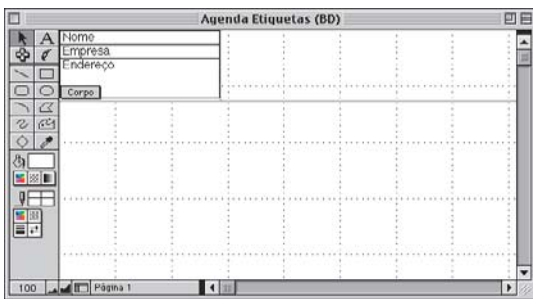 Agenda Etiquetas (BD)
A
Nome
Empresa
Endereço
Corpo
100
Página 1